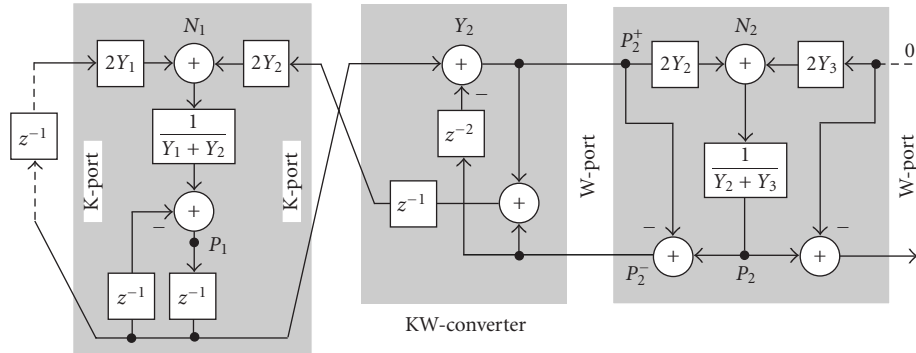 N₁
2Y₁
+
2Y₂
z⁻¹
1
Y₁ + Y₂
K-port
K-port
−
+
P₁
z⁻¹
z⁻¹
Y₂
+
−
z⁻²
z⁻¹
+
W-port
KW-converter
P₂⁺
N₂
2Y₂
+
2Y₃
0
1
Y₂ + Y₃
W-port
−
−
+
+
P₂⁻
P₂